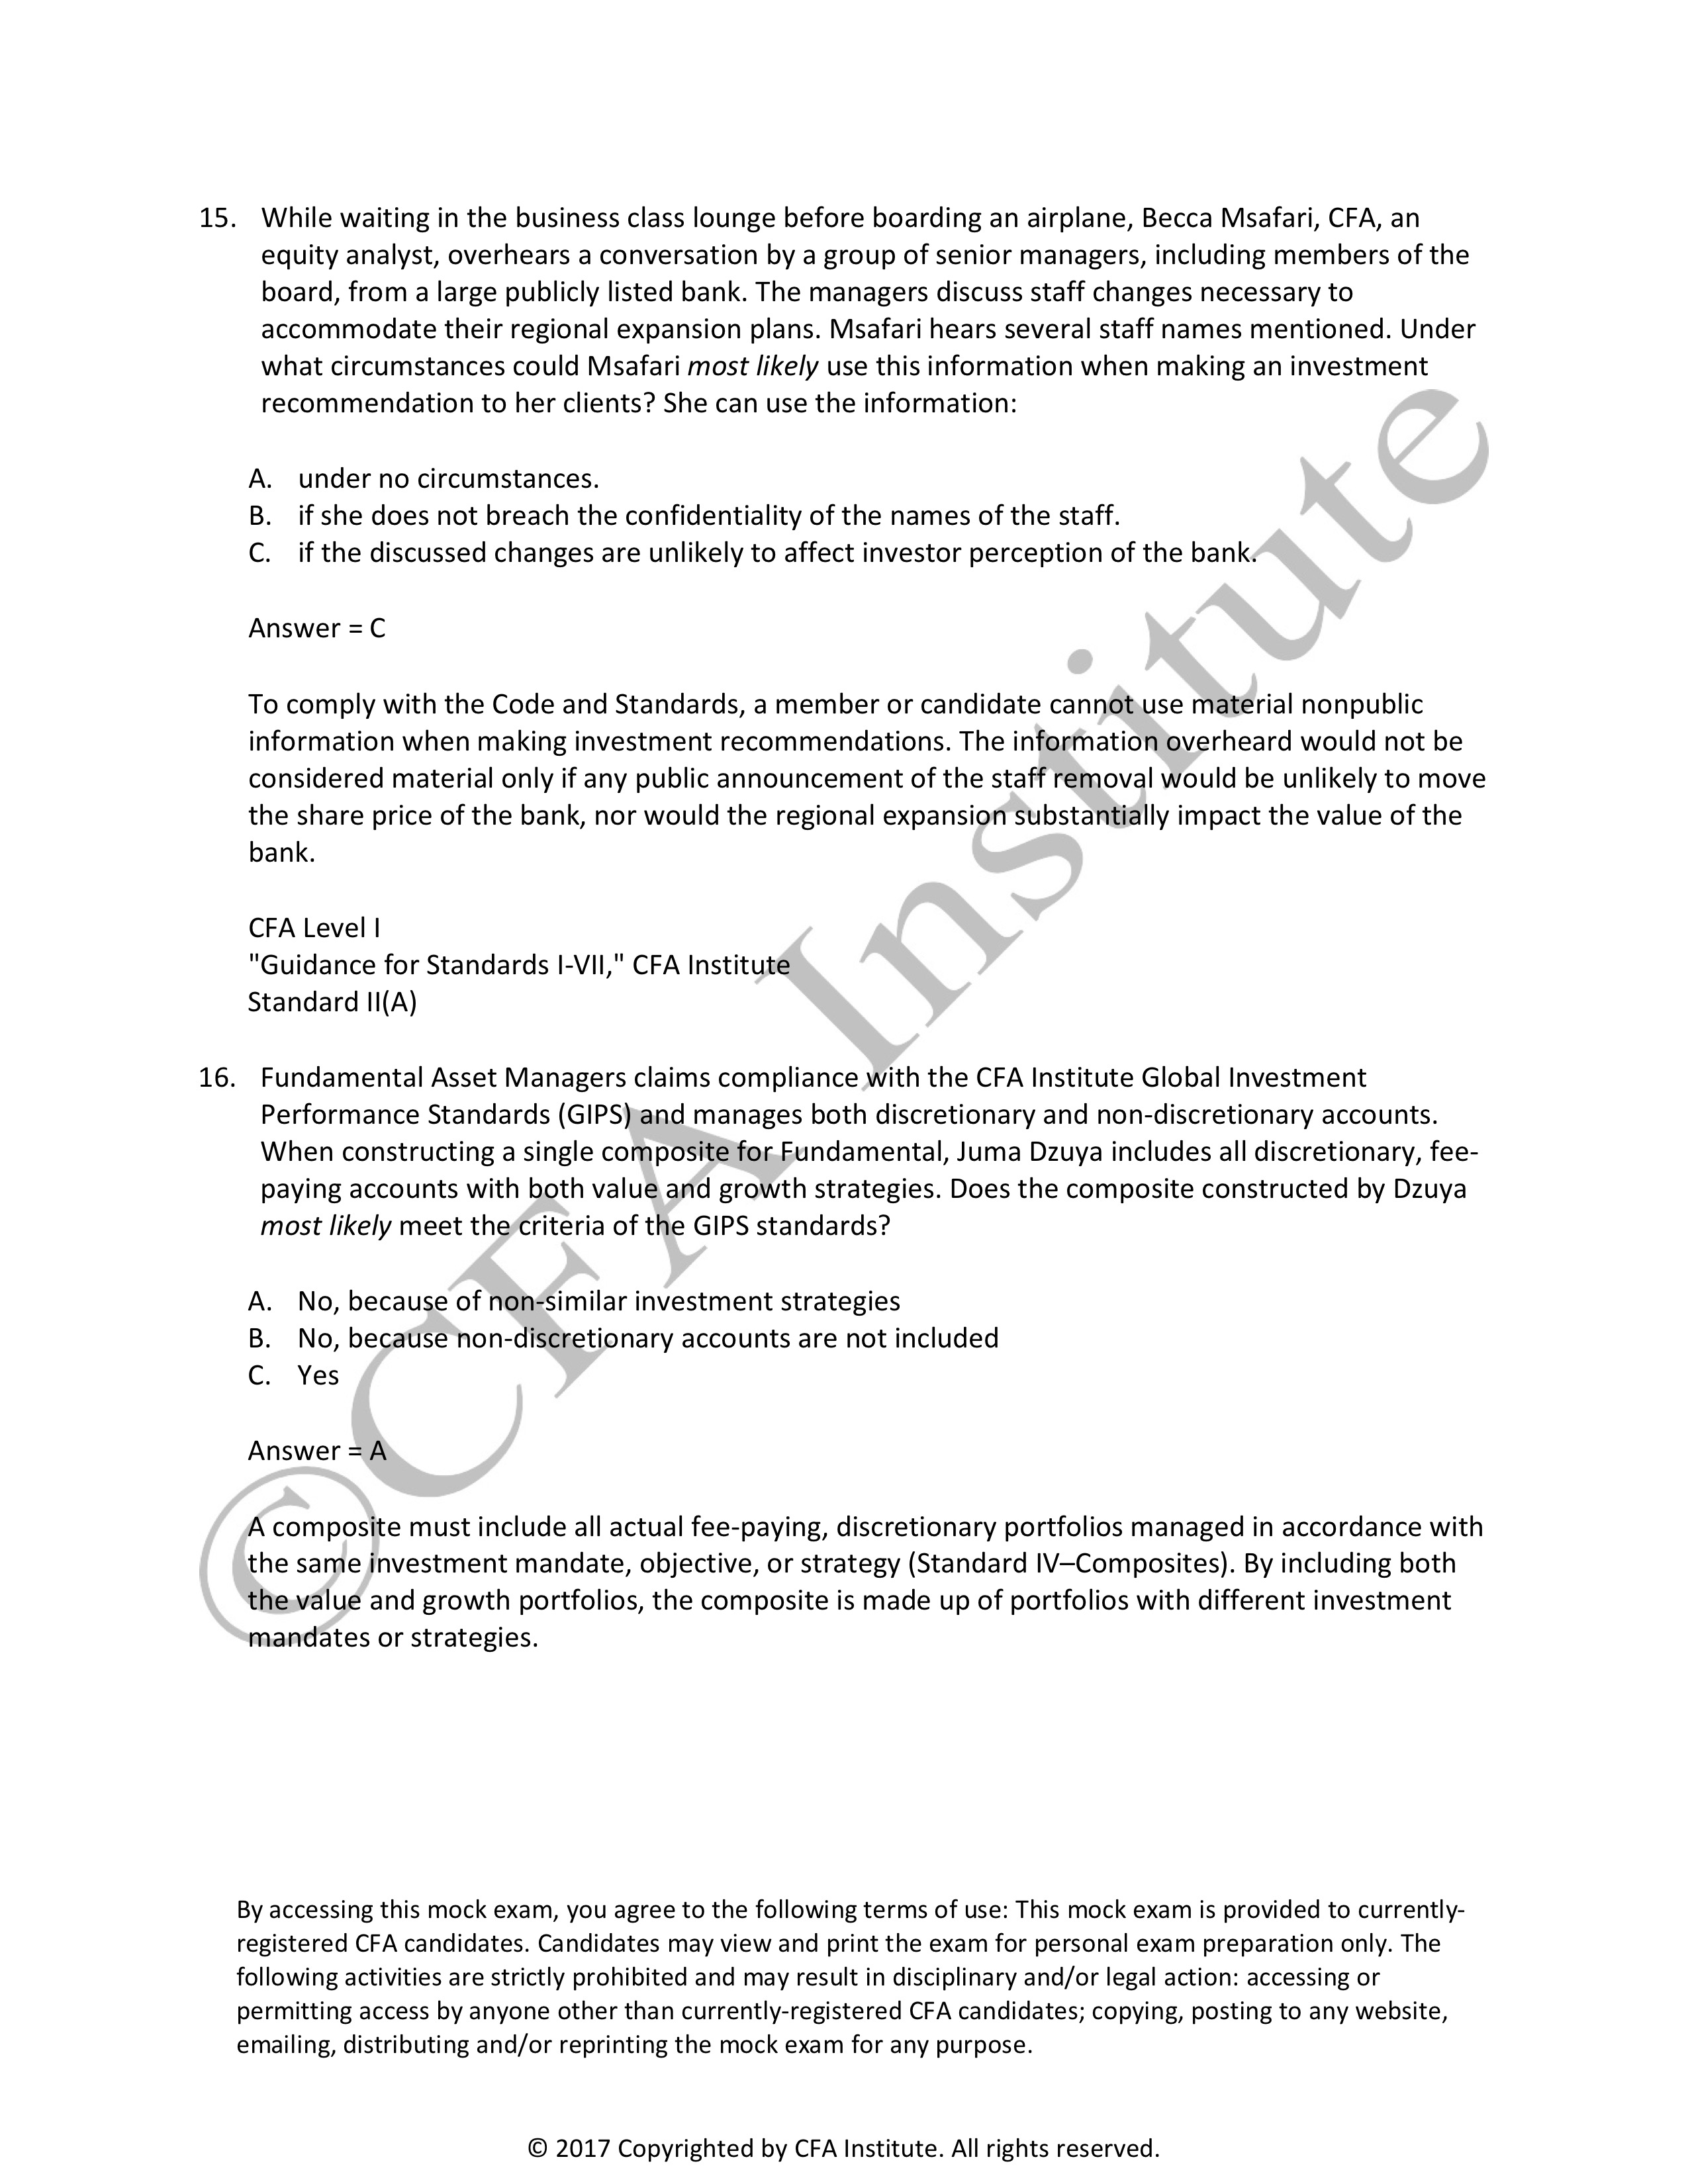 15. While waiting in the business class lounge before boarding an airplane, Becca Msafari, CFA, an
equity analyst, overhears a conversation by a group of senior managers, including members of the
board, from a large publicly listed bank. The managers discuss staff changes necessary to
accommodate their regional expansion plans. Msafari hears several staff names mentioned. Under
what circumstances could Msafari most likely use this information when making an investment
recommendation to her clients? She can use the information:
A. under no circumstances.
B. if she does not breach the confidentiality of the names of the staff.
C. if the discussed changes are unlikely to affect investor perception of the bank.
Answer = C
To comply with the Code and Standards, a member or candidate cannot use material nonpublic
information when making investment recommendations. The information overheard would not be
considered material only if any public announcement of the staff removal would be unlikely to move
the share price of the bank, nor would the regional expansion substantially impact the value of the
bank.
CFA Level I
"Guidance for Standards I-VII," CFA Institute
Standard II(A)
16. Fundamental Asset Managers claims compliance with the CFA Institute Global Investment
Performance Standards (GIPS) and manages both discretionary and non-discretionary accounts.
When constructing a single composite for Fundamental, Juma Dzuya includes all discretionary, fee-
paying accounts with both value and growth strategies. Does the composite constructed by Dzuya
most likely meet the criteria of the GIPS standards?
A. No, because of non-similar investment strategies
B. No, because non-discretionary accounts are not included
C. Yes
Answer = A
A composite must include all actual fee-paying, discretionary portfolios managed in accordance with
the same investment mandate, objective, or strategy (Standard IV–Composites). By including both
the value and growth portfolios, the composite is made up of portfolios with different investment
mandates or strategies.
©CFA Institute
By accessing this mock exam, you agree to the following terms of use: This mock exam is provided to currently-
registered CFA candidates. Candidates may view and print the exam for personal exam preparation only. The
following activities are strictly prohibited and may result in disciplinary and/or legal action: accessing or
permitting access by anyone other than currently-registered CFA candidates; copying, posting to any website,
emailing, distributing and/or reprinting the mock exam for any purpose.
© 2017 Copyrighted by CFA Institute. All rights reserved.